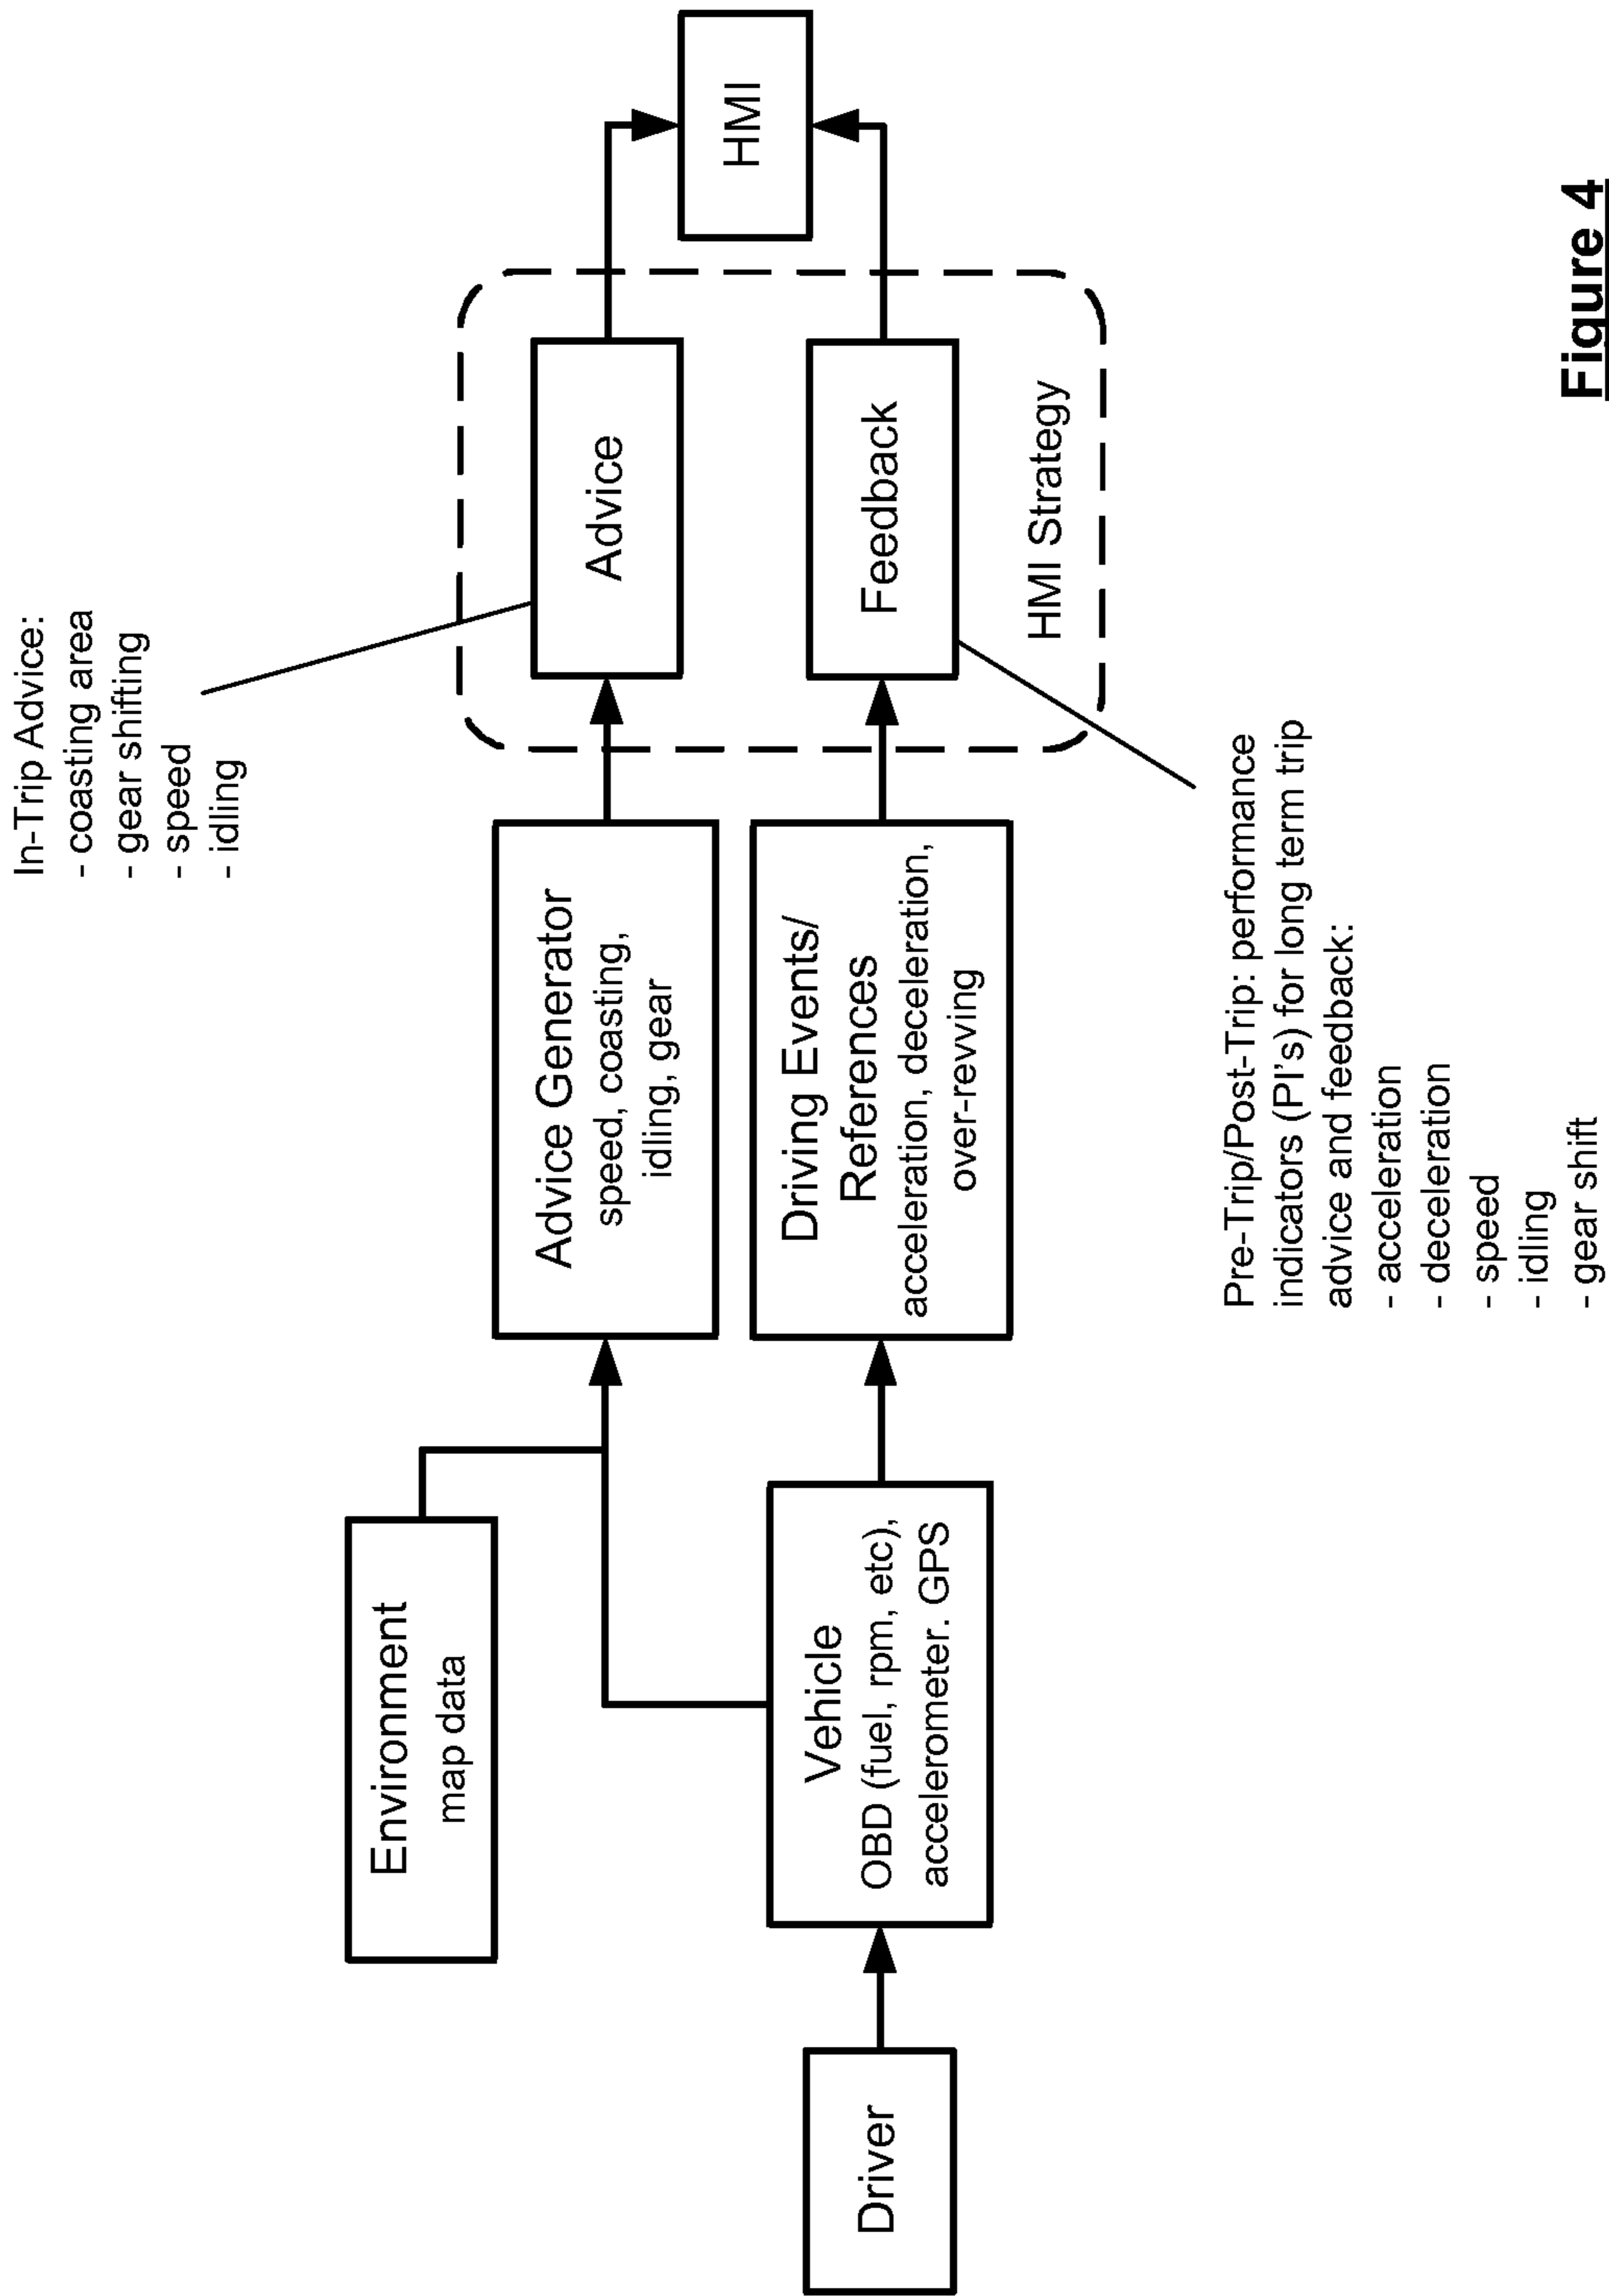 In-Trip Advice:
- coasting area
- gear shifting
- speed
- idling
Environment
map data
Advice Generator
speed, coasting,
idling, gear
Advice
HMI
Driver
Vehicle
OBD (fuel, rpm, etc),
accelerometer. GPS
Driving Events/
References
acceleration, deceleration,
over-revving
Feedback
HMI Strategy
Pre-Trip/Post-Trip: performance
indicators (PI's) for long term trip
advice and feedback:
- acceleration
- deceleration
- speed
- idling
- gear shift
Figure 4